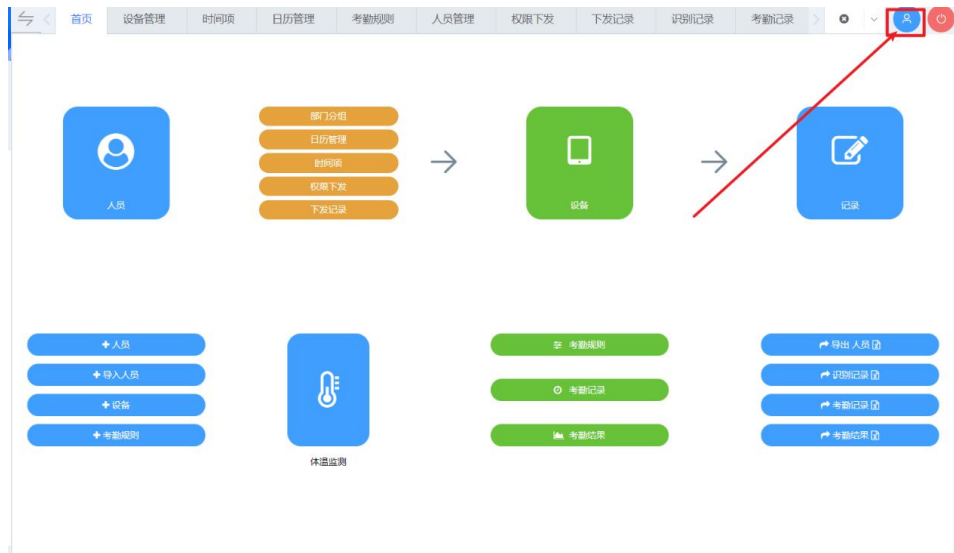 首页 设备管理 时间项 日历管理 考勤规则 人员管理 权限下发 下发记录 识别记录 考勤记录
部门分组
日历管理
时间项
权限下发
下发记录
人员
设备
记录
+人员
+导入人员
+设备
+考勤规则
体温监测
考勤规则
考勤记录
考勤结果
导出 人员
识别记录
考勤记录
考勤结果